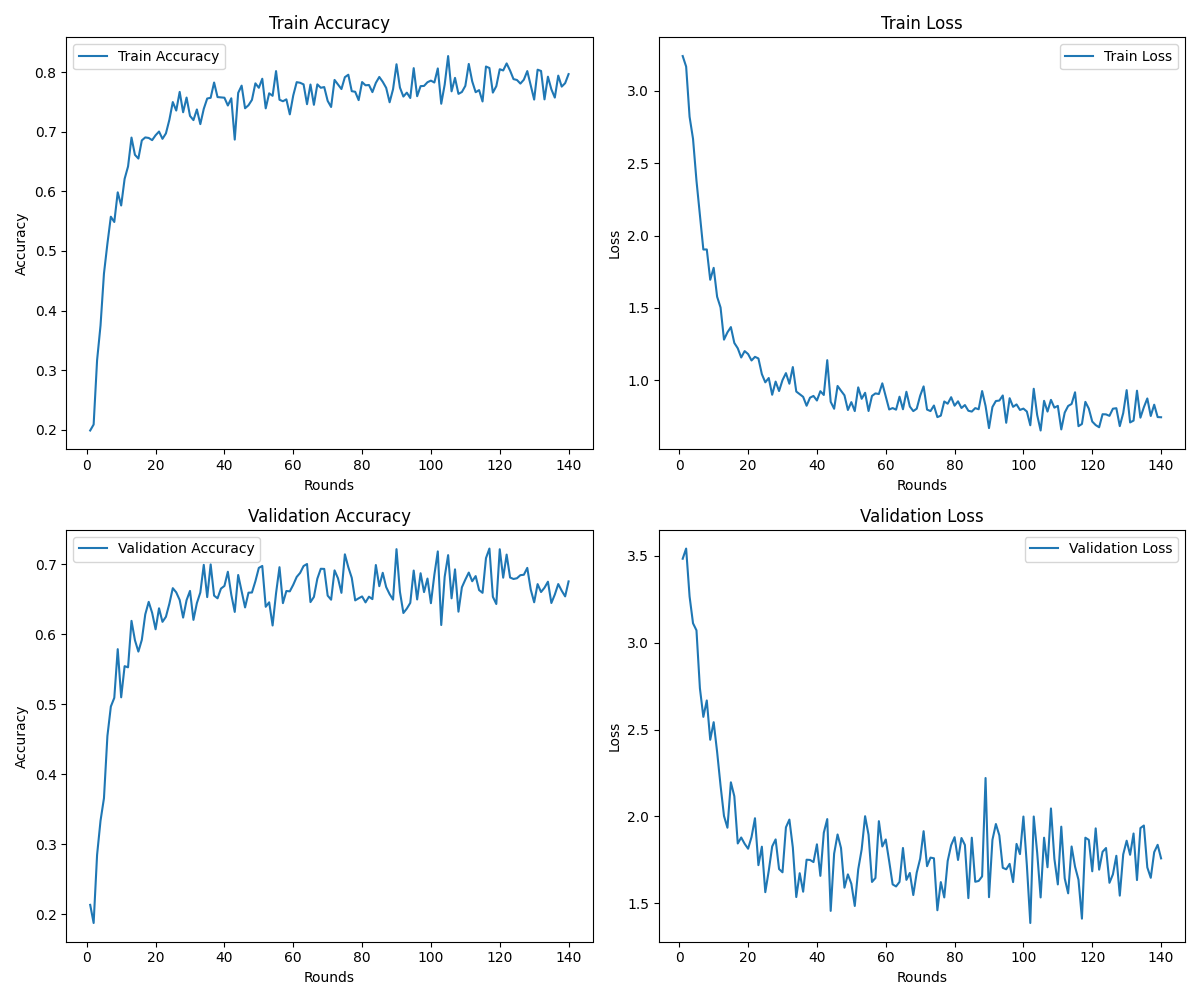 Train Accuracy
Train Accuracy
0.8
0.7
0.6
0.5
0.4
0.3
0.2
Accuracy
0 20 40 60 80 100 120 140
Rounds
Train Loss
Train Loss
3.0
2.5
2.0
1.5
1.0
Loss
0 20 40 60 80 100 120 140
Rounds
Validation Accuracy
Validation Accuracy
0.7
0.6
0.5
0.4
0.3
0.2
Accuracy
0 20 40 60 80 100 120 140
Rounds
Validation Loss
Validation Loss
3.5
3.0
2.5
2.0
1.5
Loss
0 20 40 60 80 100 120 140
Rounds